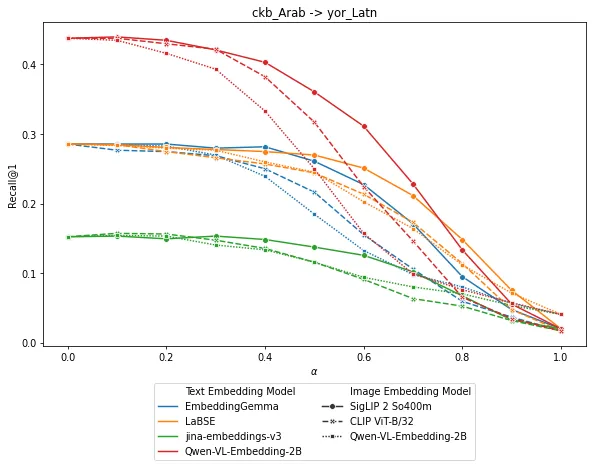 ckb_Arab -> yor_Latn
Recall@1
0.4
0.3
0.2
0.1
0.0
0.0 0.2 0.4 0.6 0.8 1.0
α
Text Embedding Model
EmbeddingGemma
LaBSE
jina-embeddings-v3
Qwen-VL-Embedding-2B
Image Embedding Model
SigLIP 2 So400m
CLIP ViT-B/32
Qwen-VL-Embedding-2B